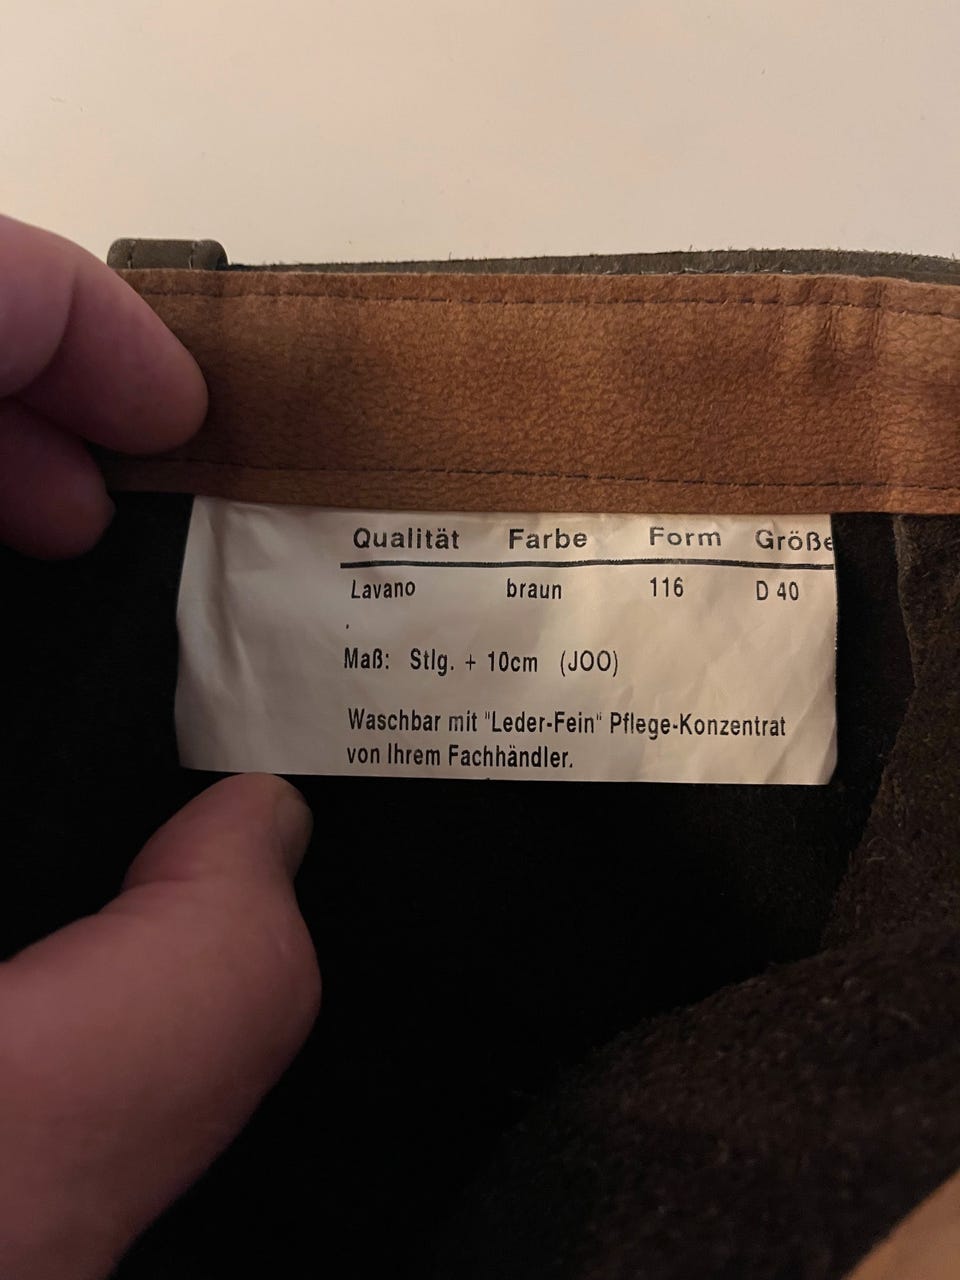 Qualität Farbe Form Größe
Lavano braun 116 D 40
Maß: Stlg. + 10cm (JOO)
Waschbar mit "Leder-Fein" Pflege-Konzentrat
von Ihrem Fachhändler.